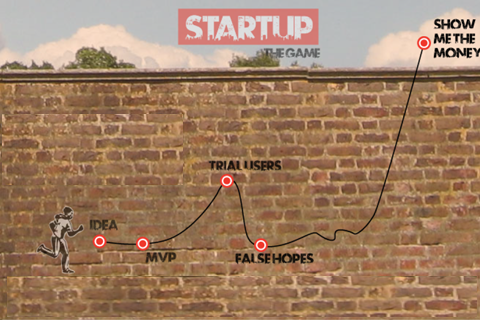 STARTUP
THE GAME
SHOW
ME THE
MONEY
TRIAL USERS
IDEA
MVP
FALSE HOPES